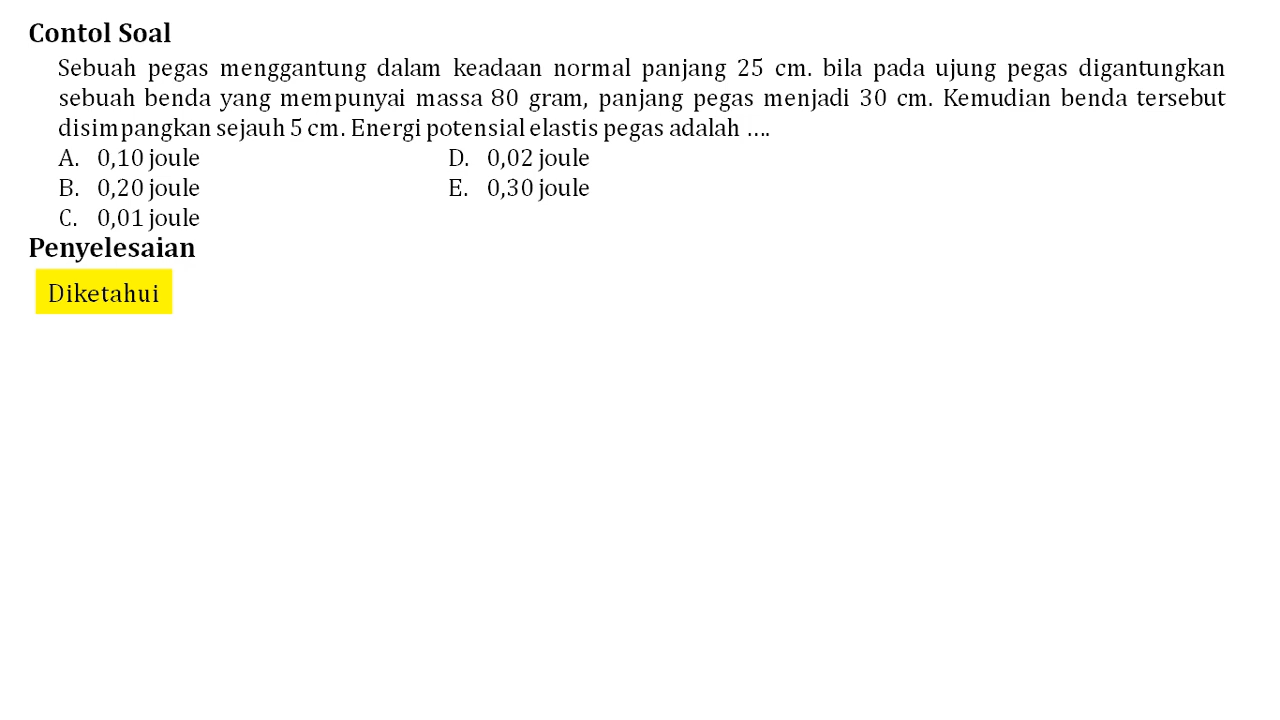 Contol Soal
Sebuah pegas menggantung dalam keadaan normal panjang 25 cm. bila pada ujung pegas digantungkan
sebuah benda yang mempunyai massa 80 gram, panjang pegas menjadi 30 cm. Kemudian benda tersebut
disimpangkan sejauh 5 cm. Energi potensial elastis pegas adalah ....
A. 0,10 joule D. 0,02 joule
B. 0,20 joule E. 0,30 joule
C. 0,01 joule
Penyelesaian
Diketahui